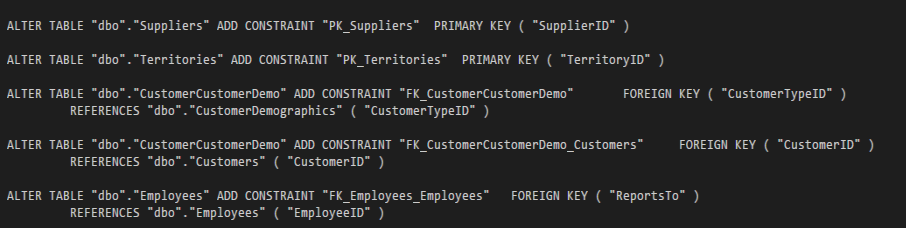 ALTER TABLE "dbo"."Suppliers" ADD CONSTRAINT "PK_Suppliers"  PRIMARY KEY ( "SupplierID" )
ALTER TABLE "dbo"."Territories" ADD CONSTRAINT "PK_Territories"  PRIMARY KEY ( "TerritoryID" )
ALTER TABLE "dbo"."CustomerCustomerDemo" ADD CONSTRAINT "FK_CustomerCustomerDemo"       FOREIGN KEY ( "CustomerTypeID" )
         REFERENCES "dbo"."CustomerDemographics" ( "CustomerTypeID" )
ALTER TABLE "dbo"."CustomerCustomerDemo" ADD CONSTRAINT "FK_CustomerCustomerDemo_Customers"     FOREIGN KEY ( "CustomerID" )
         REFERENCES "dbo"."Customers" ( "CustomerID" )
ALTER TABLE "dbo"."Employees" ADD CONSTRAINT "FK_Employees_Employees"   FOREIGN KEY ( "ReportsTo" )
         REFERENCES "dbo"."Employees" ( "EmployeeID" )